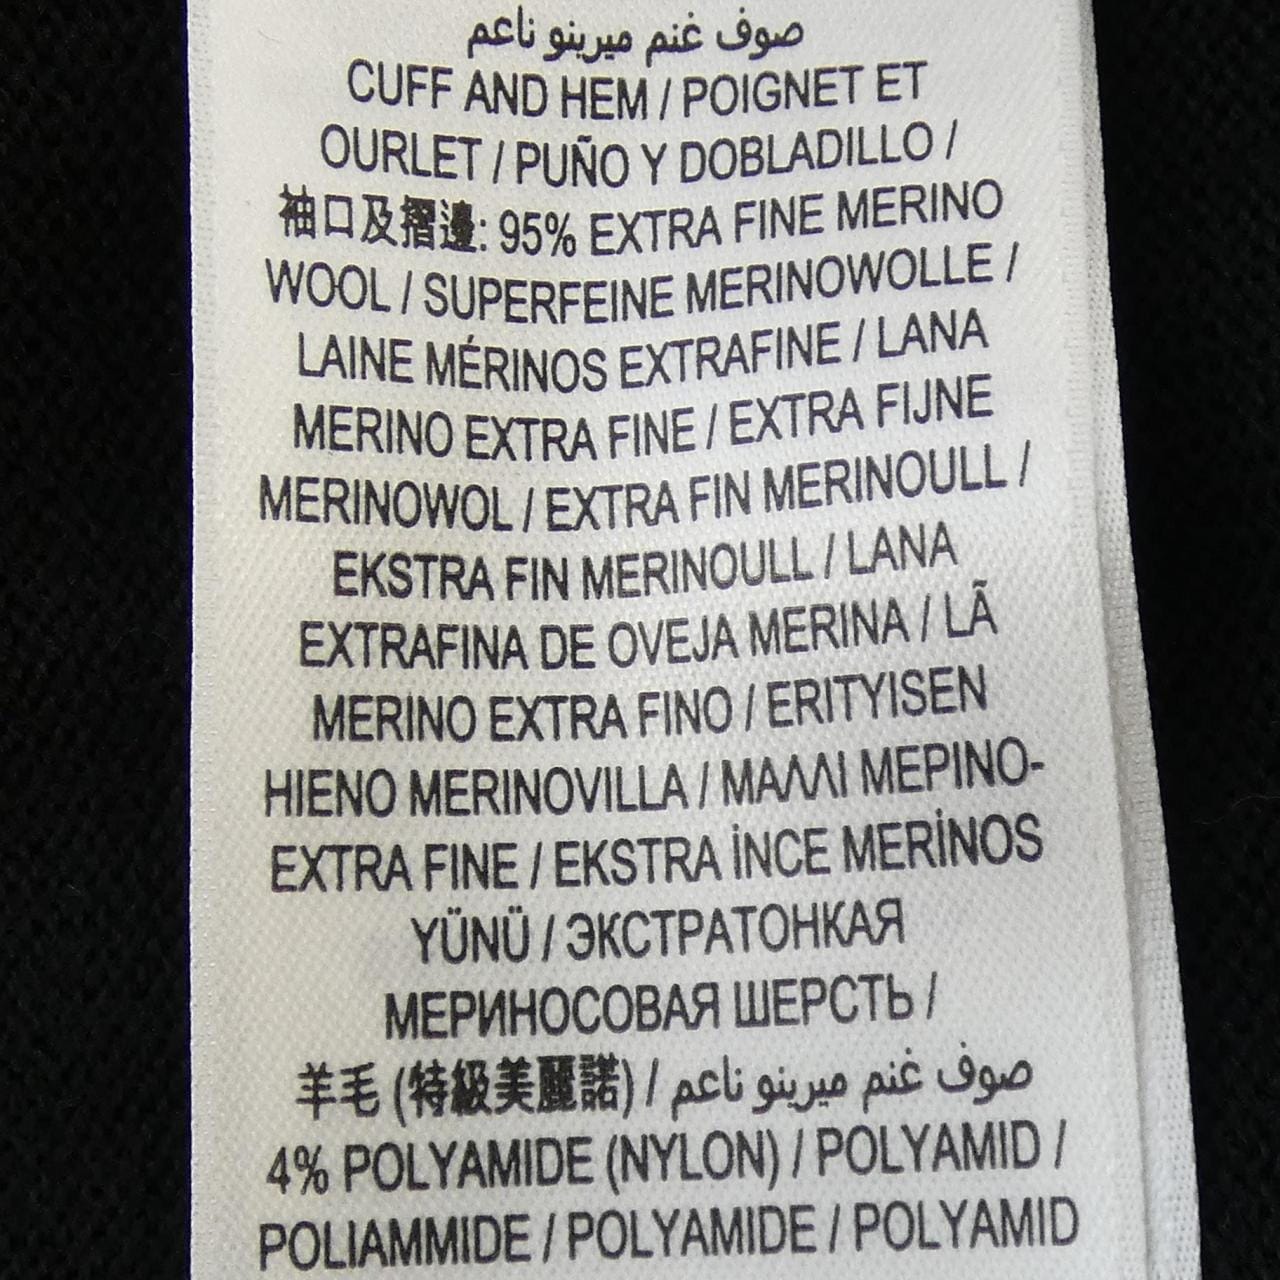 صوف غنم ميرينو ناعم
CUFF AND HEM / POIGNET ET
OURLET / PUÑO Y DOBLADILLO /
袖口及摺邊: 95% EXTRA FINE MERINO
WOOL / SUPERFEINE MERINOWOLLE /
LAINE MÉRINOS EXTRAFINE / LANA
MERINO EXTRA FINE / EXTRA FIJNE
MERINOWOL / EXTRA FIN MERINOULL /
EKSTRA FIN MERINOULL / LANA
EXTRAFINA DE OVEJA MERINA / LÃ
MERINO EXTRA FINO / ERITYISEN
HIENO MERINOVILLA / ΜΑΛΛΙ ΜΕΡΙΝΟ-
EXTRA FINE / EKSTRA İNCE MERİNOS
YÜNÜ / ЭКСТРАТОНКАЯ
МЕРИНОСОВАЯ ШЕРСТЬ /
羊毛 (特級美麗諾) / صوف غنم ميرينو ناعم
4% POLYAMIDE (NYLON) / POLYAMID /
POLIAMMIDE / POLYAMIDE / POLYAMID